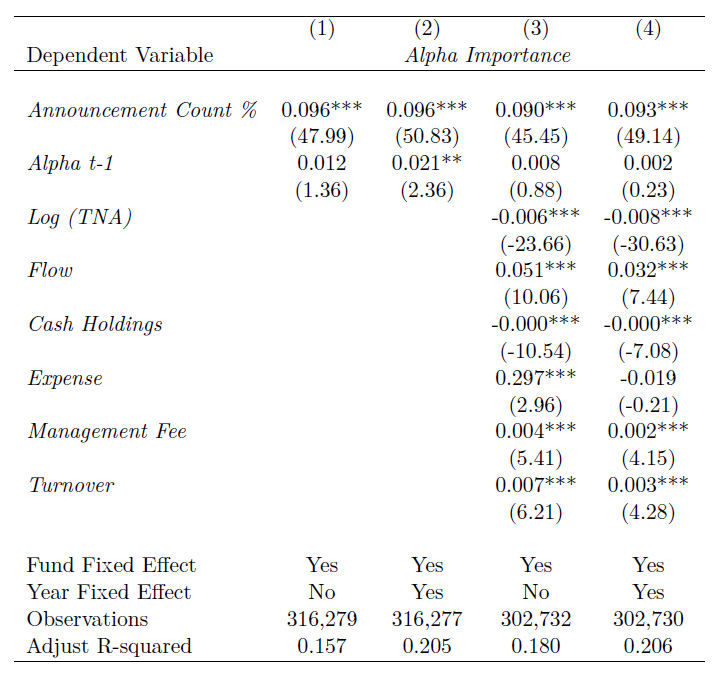 (1) (2) (3) (4)
Dependent Variable Alpha Importance
Announcement Count % 0.096*** 0.096*** 0.090*** 0.093***
(47.99) (50.83) (45.45) (49.14)
Alpha t-1 0.012 0.021** 0.008 0.002
(1.36) (2.36) (0.88) (0.23)
Log (TNA) -0.006*** -0.008***
(-23.66) (-30.63)
Flow 0.051*** 0.032***
(10.06) (7.44)
Cash Holdings -0.000*** -0.000***
(-10.54) (-7.08)
Expense 0.297*** -0.019
(2.96) (-0.21)
Management Fee 0.004*** 0.002***
(5.41) (4.15)
Turnover 0.007*** 0.003***
(6.21) (4.28)
Fund Fixed Effect Yes Yes Yes Yes
Year Fixed Effect No Yes No Yes
Observations 316,279 316,277 302,732 302,730
Adjust R-squared 0.157 0.205 0.180 0.206